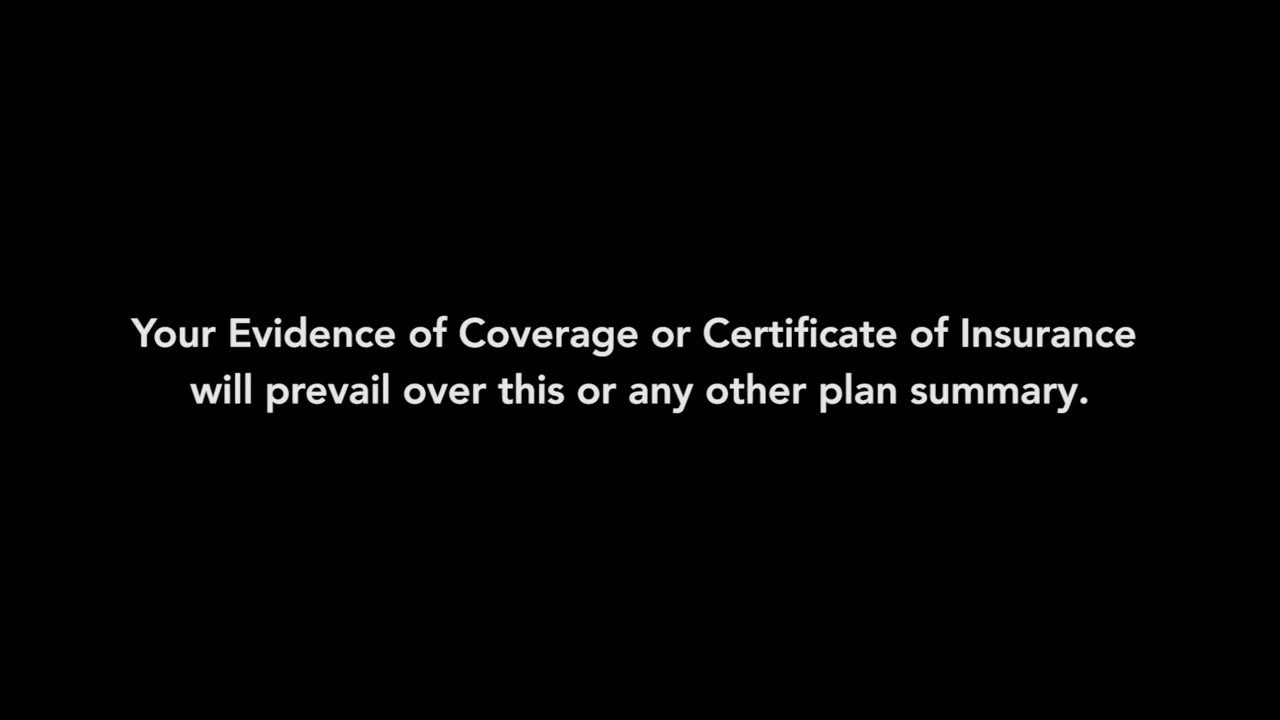 Your Evidence of Coverage or Certificate of Insurance
will prevail over this or any other plan summary.